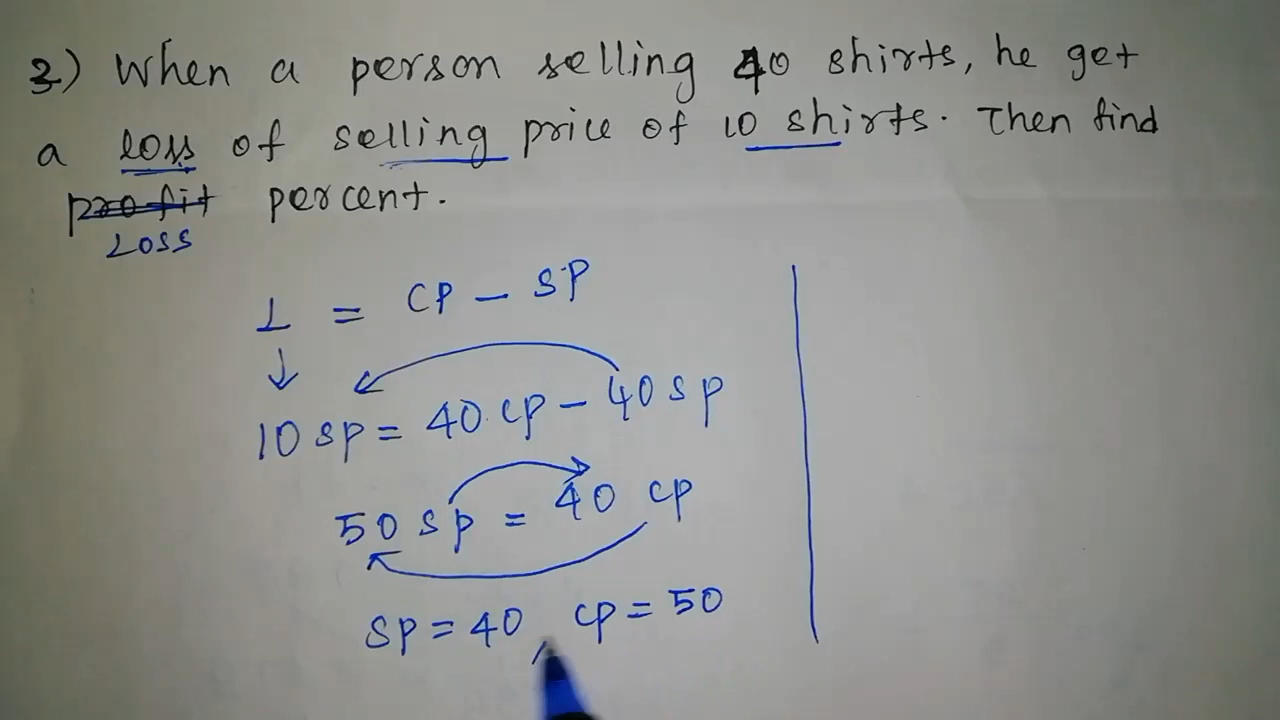 3) When a person selling 40 shirts, he get
a loss of selling price of 10 shirts. Then find
profit percent.
Loss
L = CP - SP
10 SP = 40 CP - 40 SP
50 SP = 40 CP
SP = 40, CP = 50